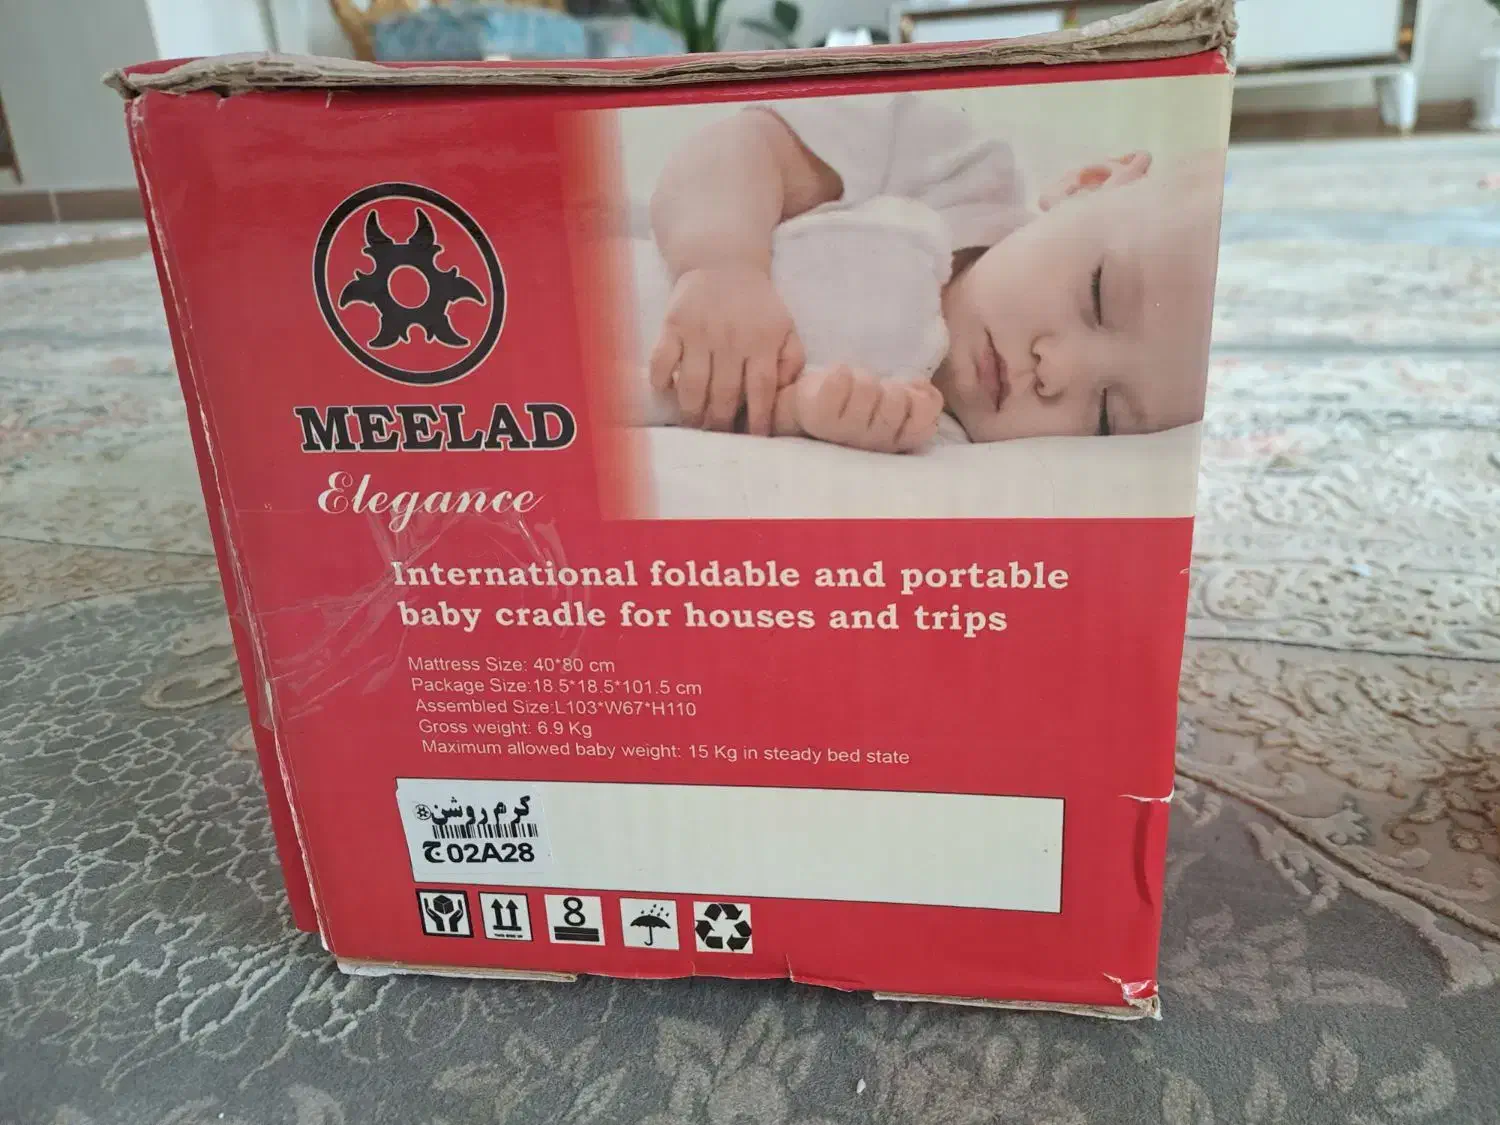 MEELAD
Elegance
International foldable and portable
baby cradle for houses and trips
Mattress Size: 40*80 cm
Package Size:18.5*18.5*101.5 cm
Assembled Size:L103*W67*H110
Gross weight: 6.9 Kg
Maximum allowed baby weight: 15 Kg in steady bed state
کرم روشن
ج02A28
8